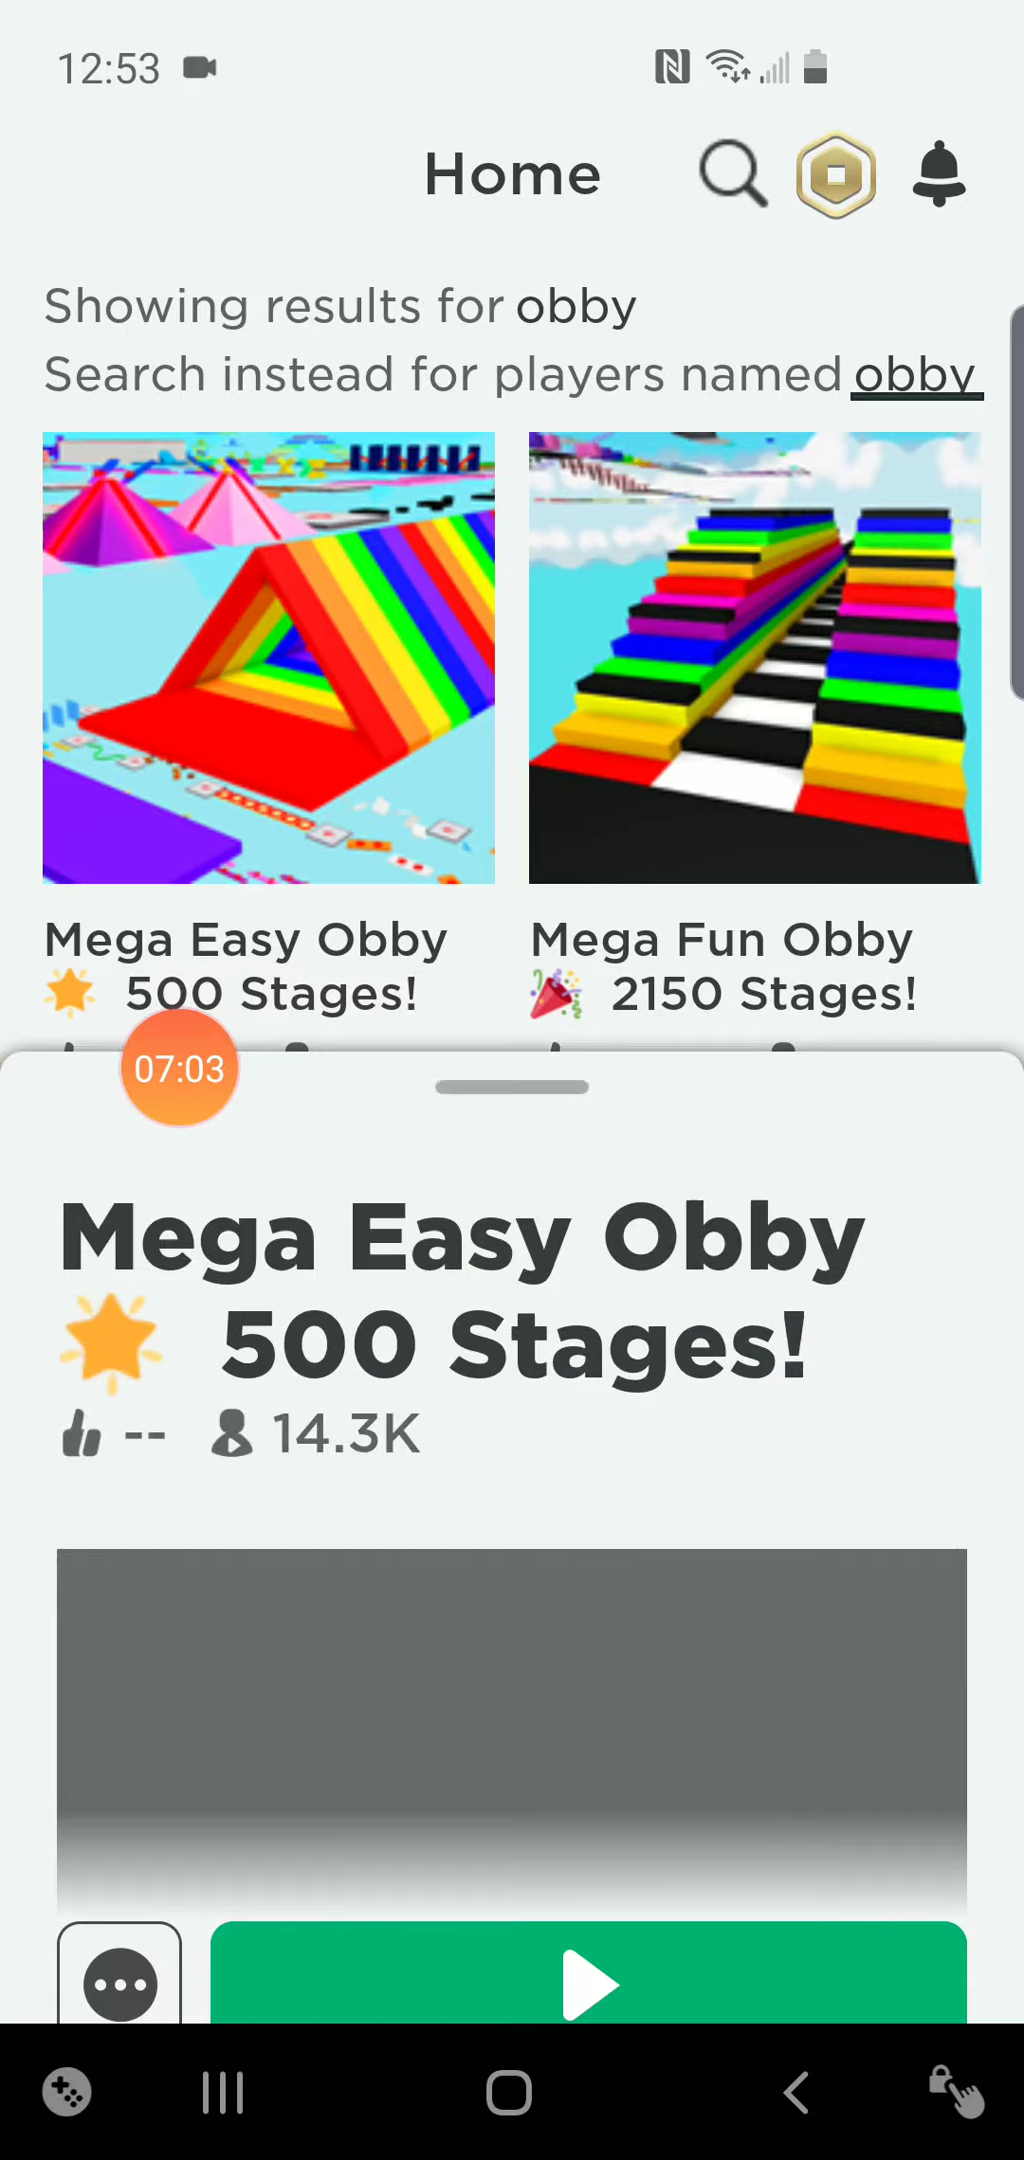 12:53
Home
Showing results for obby
Search instead for players named obby
Mega Easy Obby
🌟 500 Stages!
Mega Fun Obby
🎉 2150 Stages!
07:03
Mega Easy Obby
🌟 500 Stages!
-- 14.3K